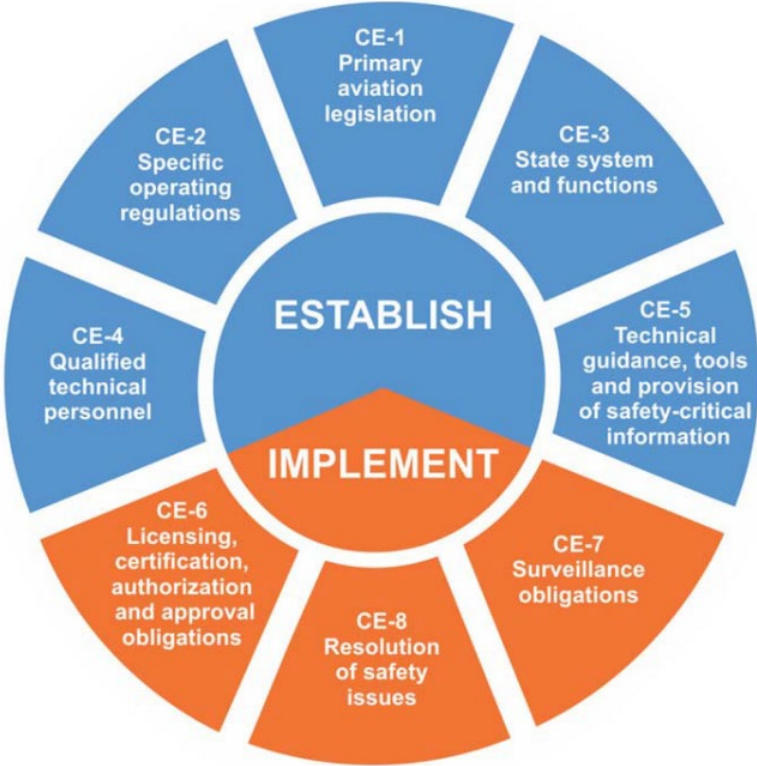 CE-1
Primary
aviation
legislation
CE-2
Specific
operating
regulations
CE-3
State system
and functions
CE-4
Qualified
technical
personnel
CE-5
Technical
guidance, tools
and provision
of safety-critical
information
ESTABLISH
IMPLEMENT
CE-6
Licensing,
certification,
authorization
and approval
obligations
CE-7
Surveillance
obligations
CE-8
Resolution
of safety
issues